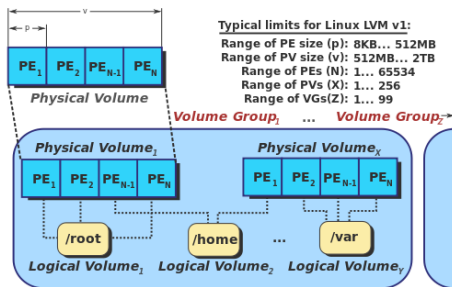 v
p
PE1 PE2 PEN-1 PEN
Physical Volume
Typical limits for Linux LVM v1:
Range of PE size (p): 8KB... 512MB
Range of PV size (v): 512MB... 2TB
Range of PEs (N): 1... 65534
Range of PVs (X): 1... 256
Range of VGs(Z): 1... 99
Volume Group1 ... Volume GroupZ
Physical Volume1 Physical VolumeX
PE1 PE2 PEN-1 PEN PE1 PE2 PEN-1 PEN
/root /home ... /var
Logical Volume1 Logical Volume2 Logical VolumeY